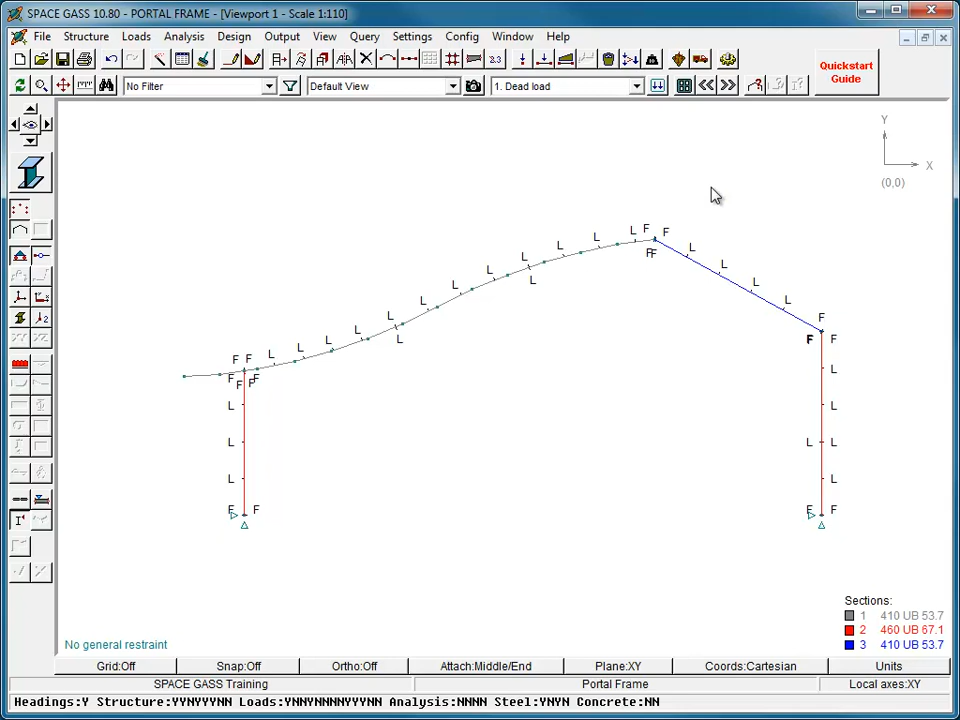 SPACE GASS 10.80 - PORTAL FRAME - [Viewport 1 - Scale 1:110]
File Structure Loads Analysis Design Output View Query Settings Config Window Help
2.3
No Filter Default View 1. Dead load
Quickstart
Guide
Y
X
(0,0)
L F F
L
L FF L
L L
L L L
L L
L L F
L L F F
F F L L
F F F L
F
L L
L L L
L L
F F F F
Sections:
1 410 UB 53.7
2 460 UB 67.1
3 410 UB 53.7
No general restraint
Grid:Off Snap:Off Ortho:Off Attach:Middle/End Plane:XY Coords:Cartesian Units
SPACE GASS Training Portal Frame Local axes:XY
Headings:Y Structure:YYNYYYNN Loads:YNNYNNNNYYYNN Analysis:NNNN Steel:YNYN Concrete:NN